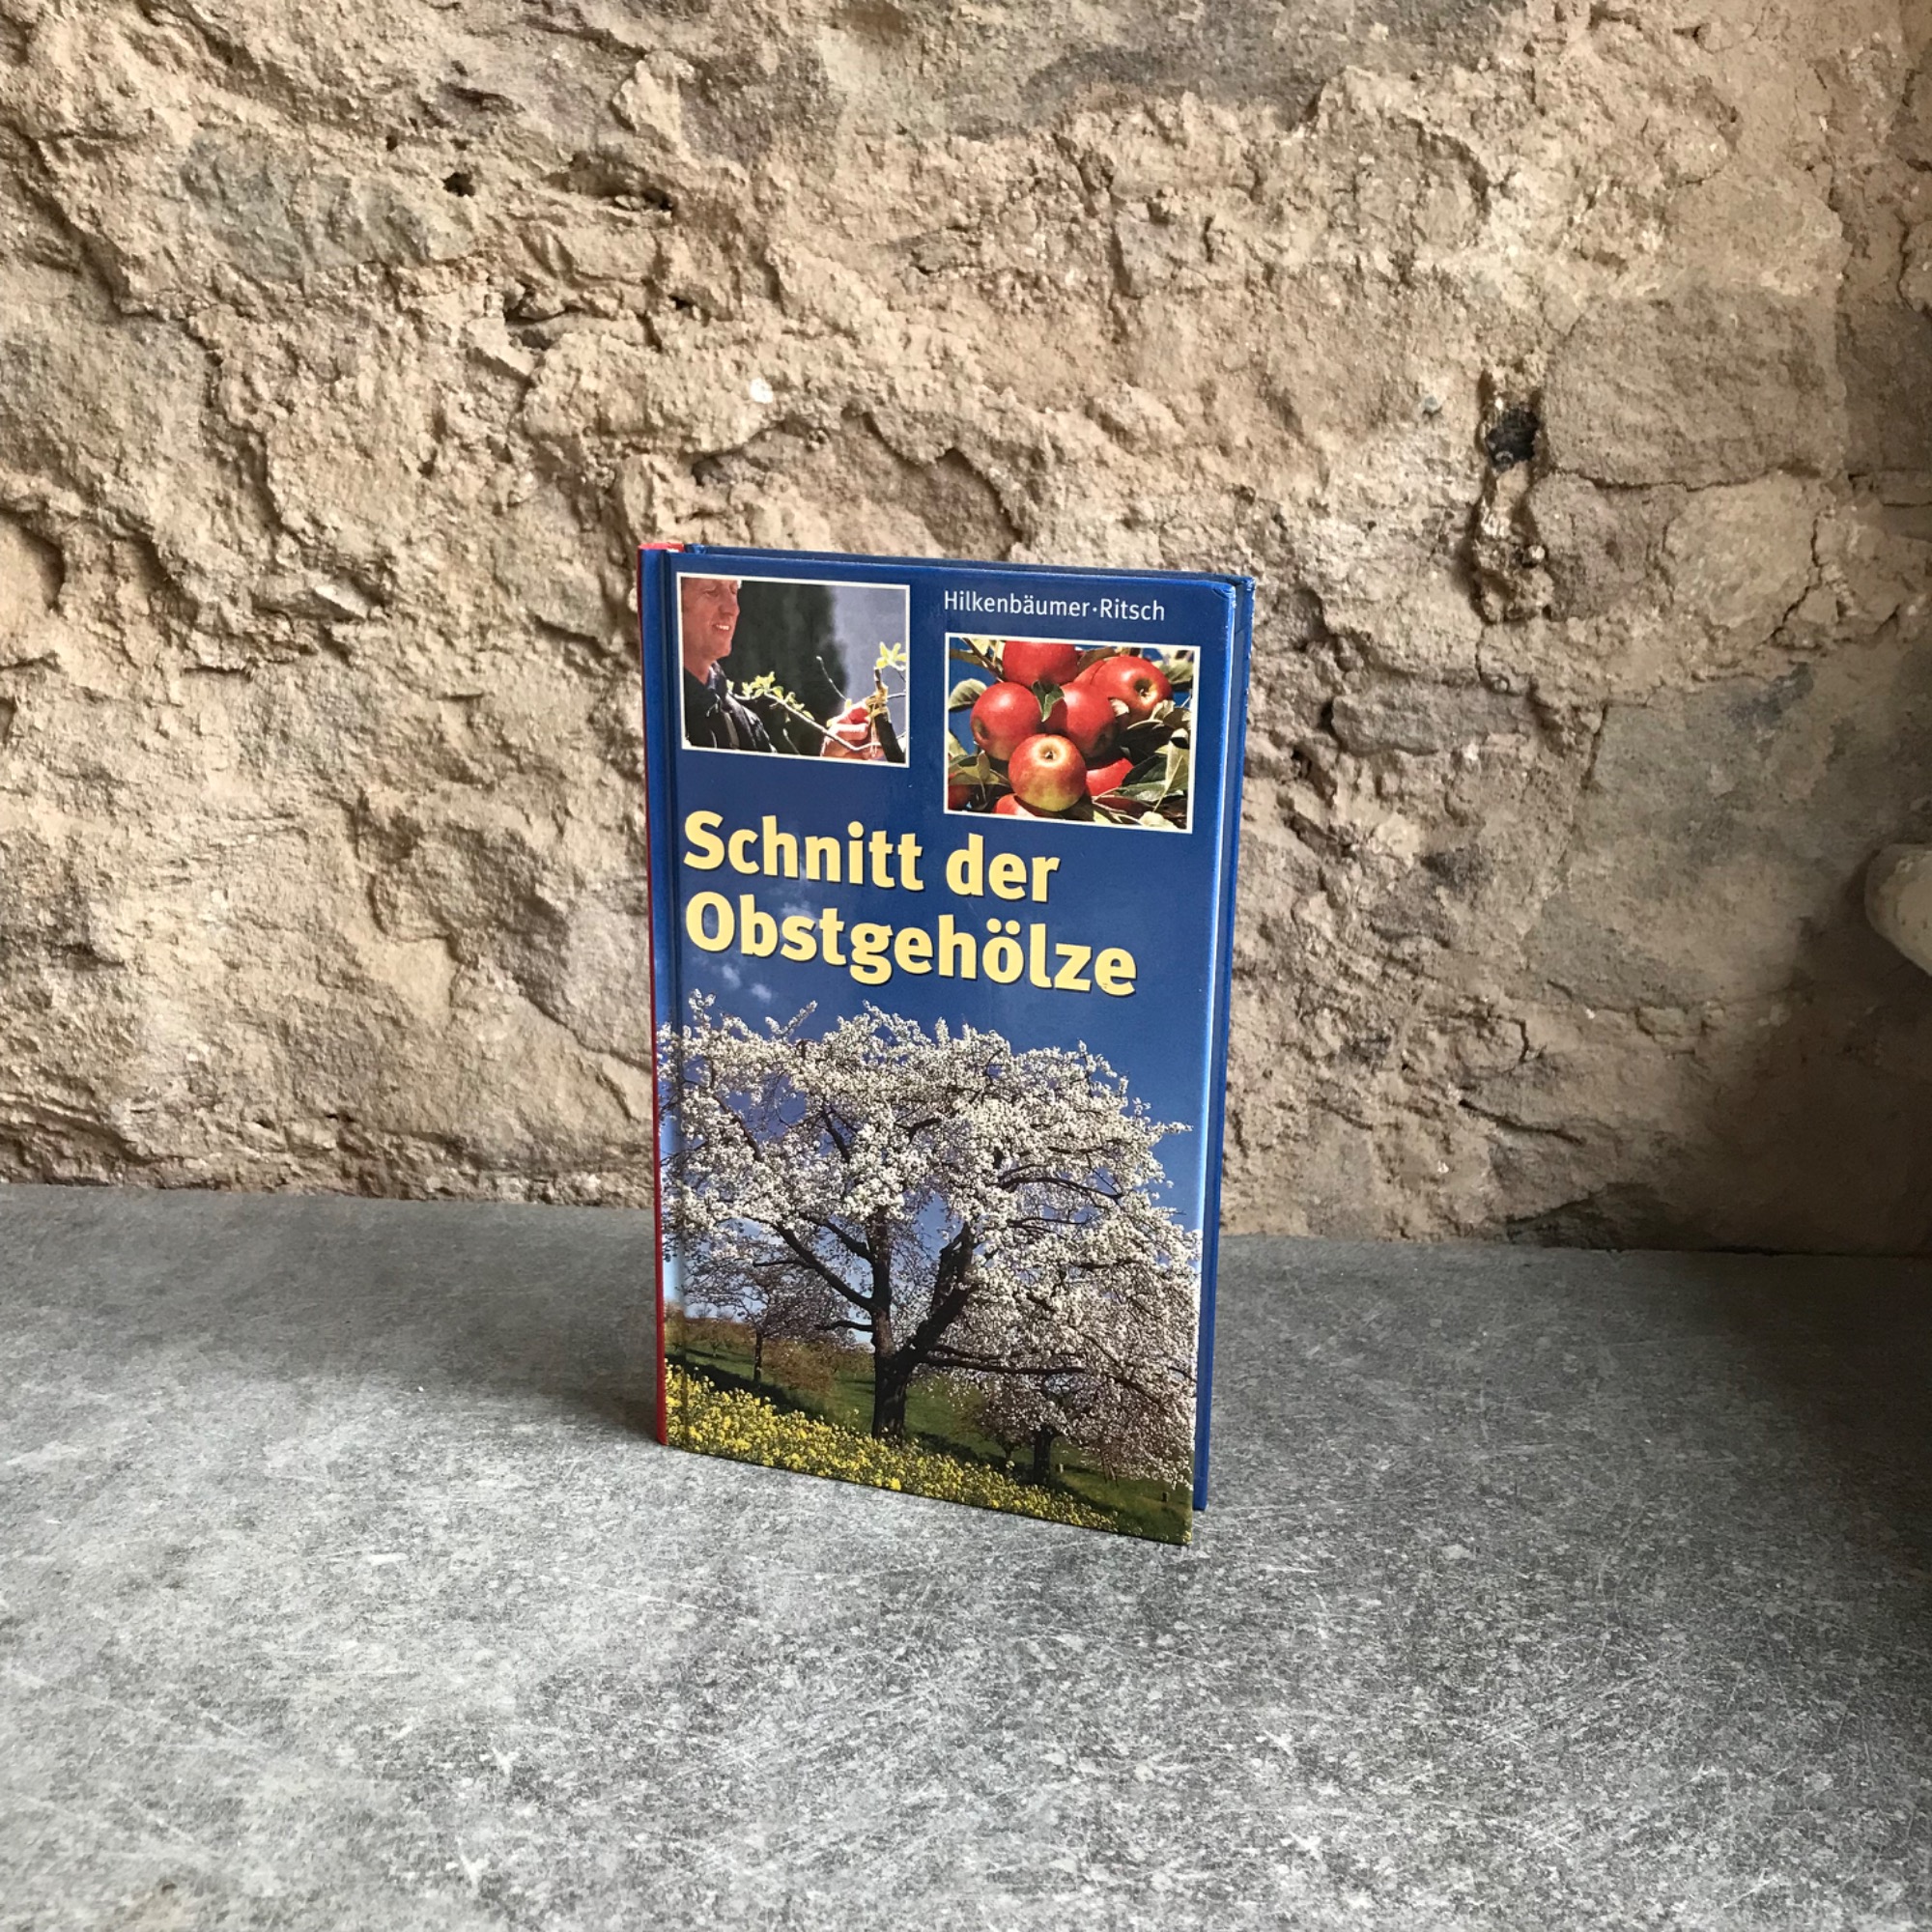 Hilkenbäumer·Ritsch
Schnitt der
Obstgehölze